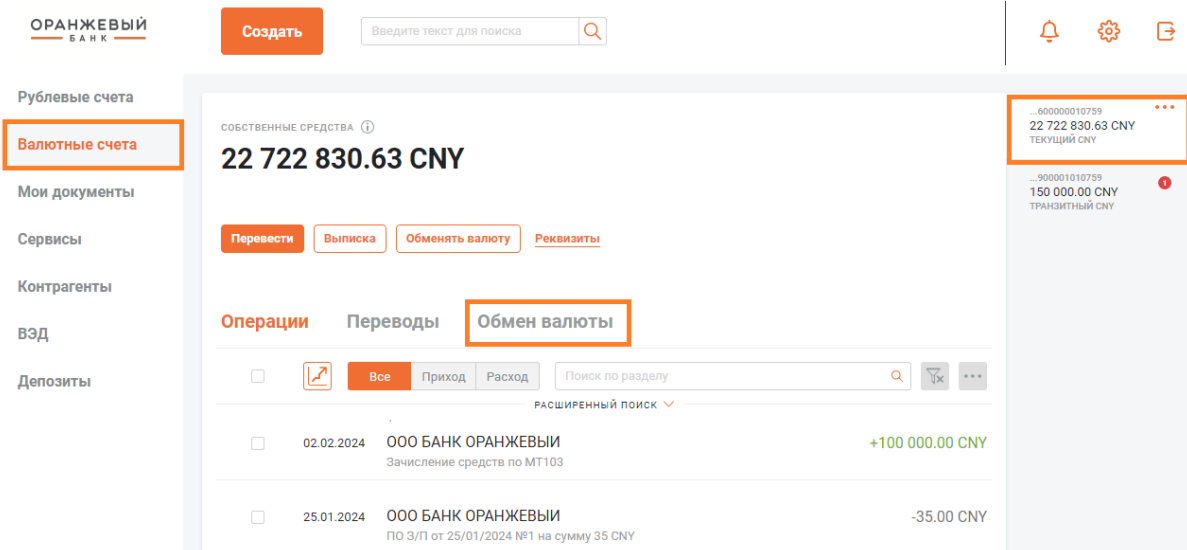 ОРАНЖЕВЫЙ
БАНК
Создать
Введите текст для поиска
Рублевые счета
Валютные счета
Мои документы
Сервисы
Контрагенты
ВЭД
Депозиты
СОБСТВЕННЫЕ СРЕДСТВА
22 722 830.63 CNY
Перевести Выписка Обменять валюту Реквизиты
Операции Переводы Обмен валюты
Все Приход Расход Поиск по разделу
РАСШИРЕННЫЙ ПОИСК
02.02.2024 ООО БАНК ОРАНЖЕВЫЙ +100 000.00 CNY
Зачисление средств по МТ103
25.01.2024 ООО БАНК ОРАНЖЕВЫЙ -35.00 CNY
ПО З/П от 25/01/2024 №1 на сумму 35 CNY
...600000010759
22 722 830.63 CNY
ТЕКУЩИЙ CNY
...900001010759
150 000.00 CNY 1
ТРАНЗИТНЫЙ CNY